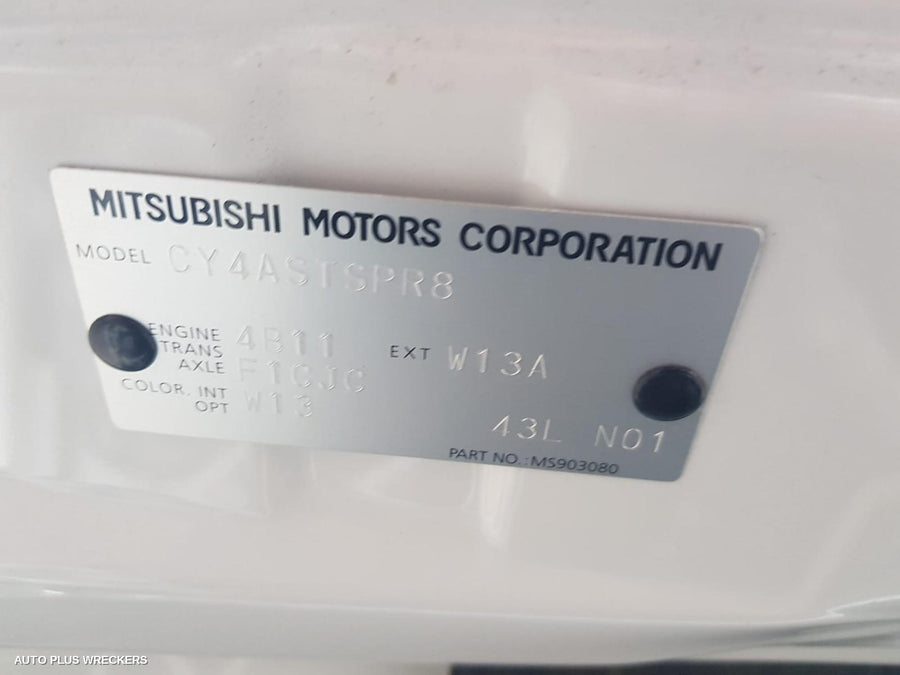 MITSUBISHI MOTORS CORPORATION
MODEL CY4ASTSPR8
ENGINE 4B11 EXT W13A
TRANS
AXLE F1CJC
COLOR. INT W13
OPT
43L N01
PART NO.:MS903080
AUTO PLUS WRECKERS